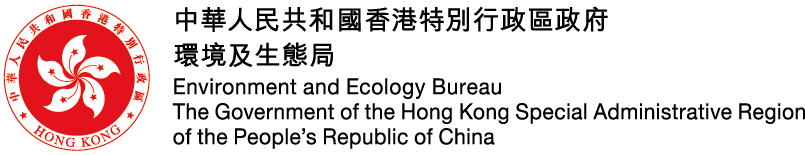 中華人民共和國香港特別行政區政府
環境及生態局
Environment and Ecology Bureau
The Government of the Hong Kong Special Administrative Region
of the People's Republic of China
中華人民共和國香港特別行政區
HONG KONG